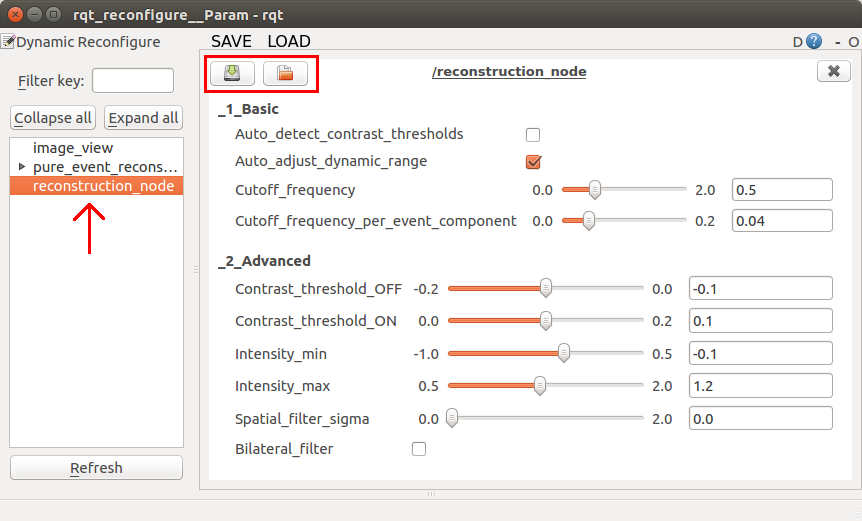 rqt_reconfigure__Param - rqt
Dynamic Reconfigure
SAVE LOAD
D ? - O
Filter key:
Collapse all Expand all
image_view
pure_event_recons...
reconstruction_node
Refresh
/reconstruction_node
_1_Basic
Auto_detect_contrast_thresholds
Auto_adjust_dynamic_range
Cutoff_frequency 0.0 2.0 0.5
Cutoff_frequency_per_event_component 0.0 0.2 0.04
_2_Advanced
Contrast_threshold_OFF -0.2 0.0 -0.1
Contrast_threshold_ON 0.0 0.2 0.1
Intensity_min -1.0 0.5 -0.1
Intensity_max 0.5 2.0 1.2
Spatial_filter_sigma 0.0 2.0 0.0
Bilateral_filter